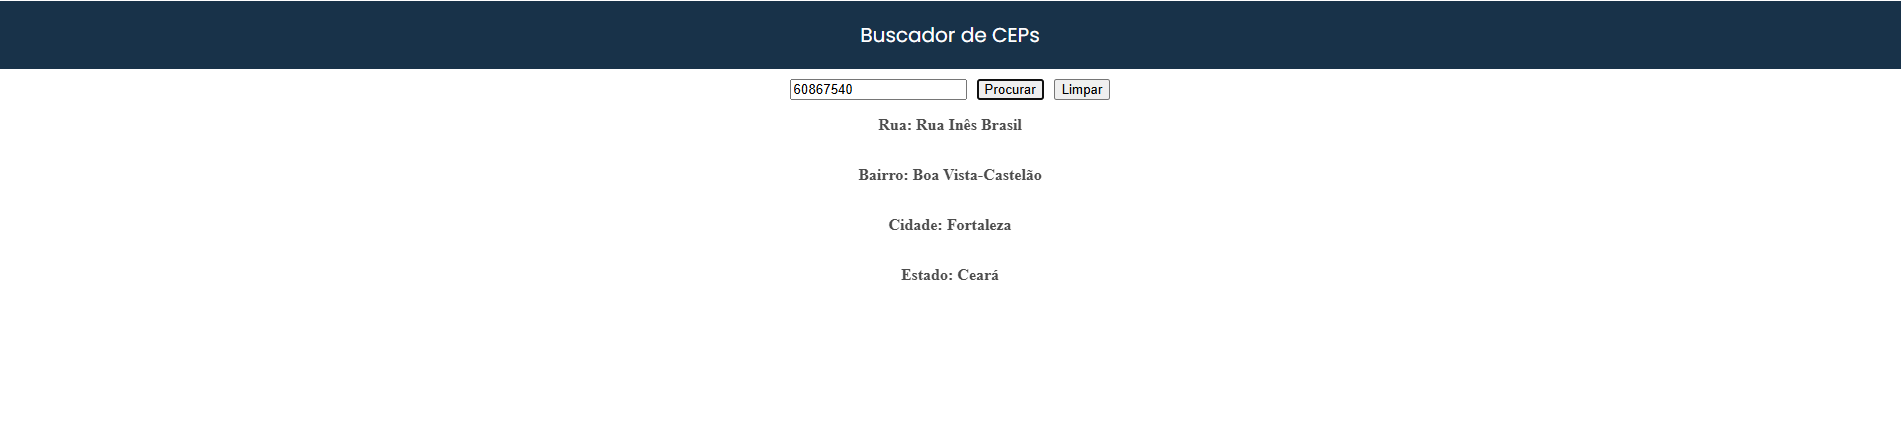 Buscador de CEPs
60867540 Procurar Limpar
Rua: Rua Inês Brasil
Bairro: Boa Vista-Castelão
Cidade: Fortaleza
Estado: Ceará